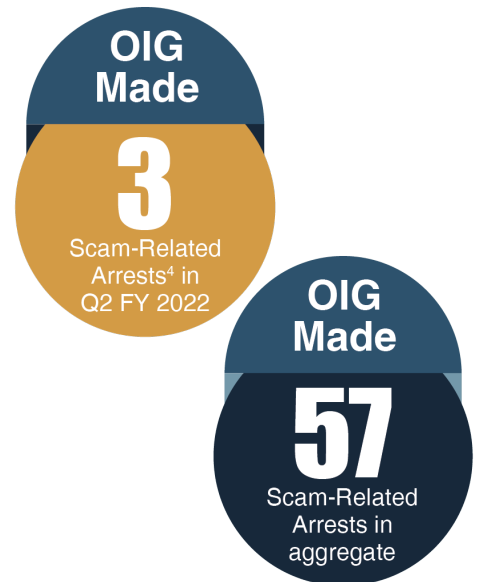 OIG
Made
3
Scam-Related
Arrests⁴ in
Q2 FY 2022
OIG
Made
57
Scam-Related
Arrests in
aggregate